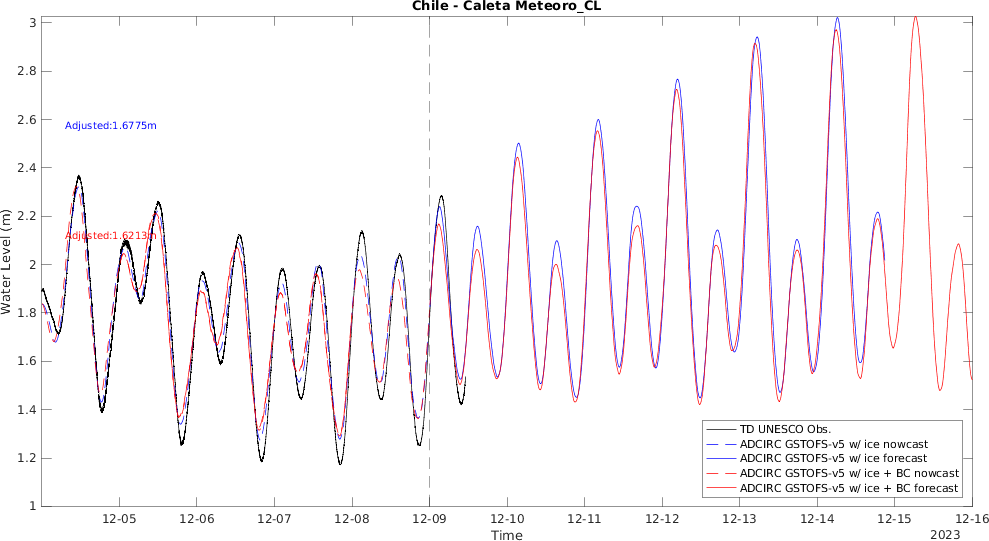 Chile - Caleta Meteoro_CL
Water Level (m)
3
2.8
2.6
2.4
2.2
2
1.8
1.6
1.4
1.2
1
Adjusted:1.6775m
Adjusted:1.6213m
TD UNESCO Obs.
ADCIRC GSTOFS-v5 w/ ice nowcast
ADCIRC GSTOFS-v5 w/ ice forecast
ADCIRC GSTOFS-v5 w/ ice + BC nowcast
ADCIRC GSTOFS-v5 w/ ice + BC forecast
12-05 12-06 12-07 12-08 12-09 12-10 12-11 12-12 12-13 12-14 12-15 12-16
Time
2023